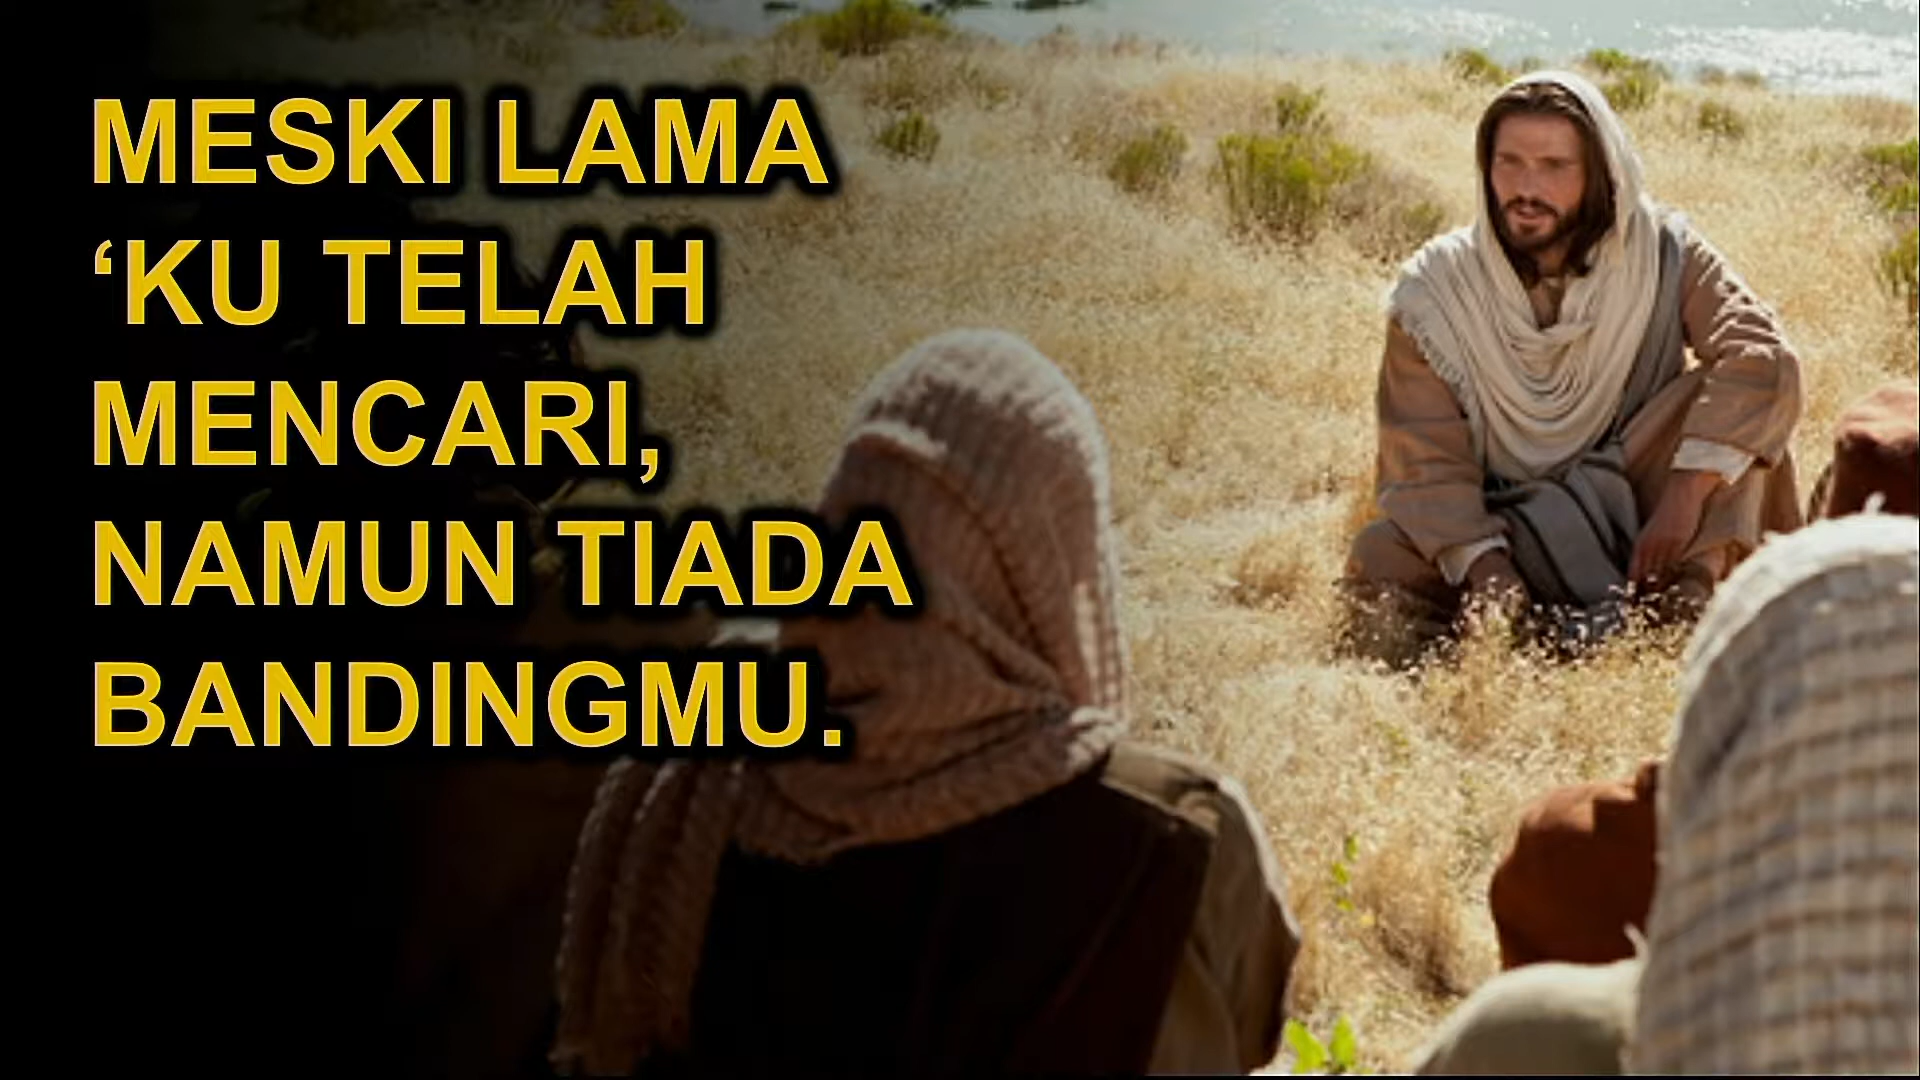 MESKI LAMA
‘KU TELAH
MENCARI,
NAMUN TIADA
BANDINGMU.